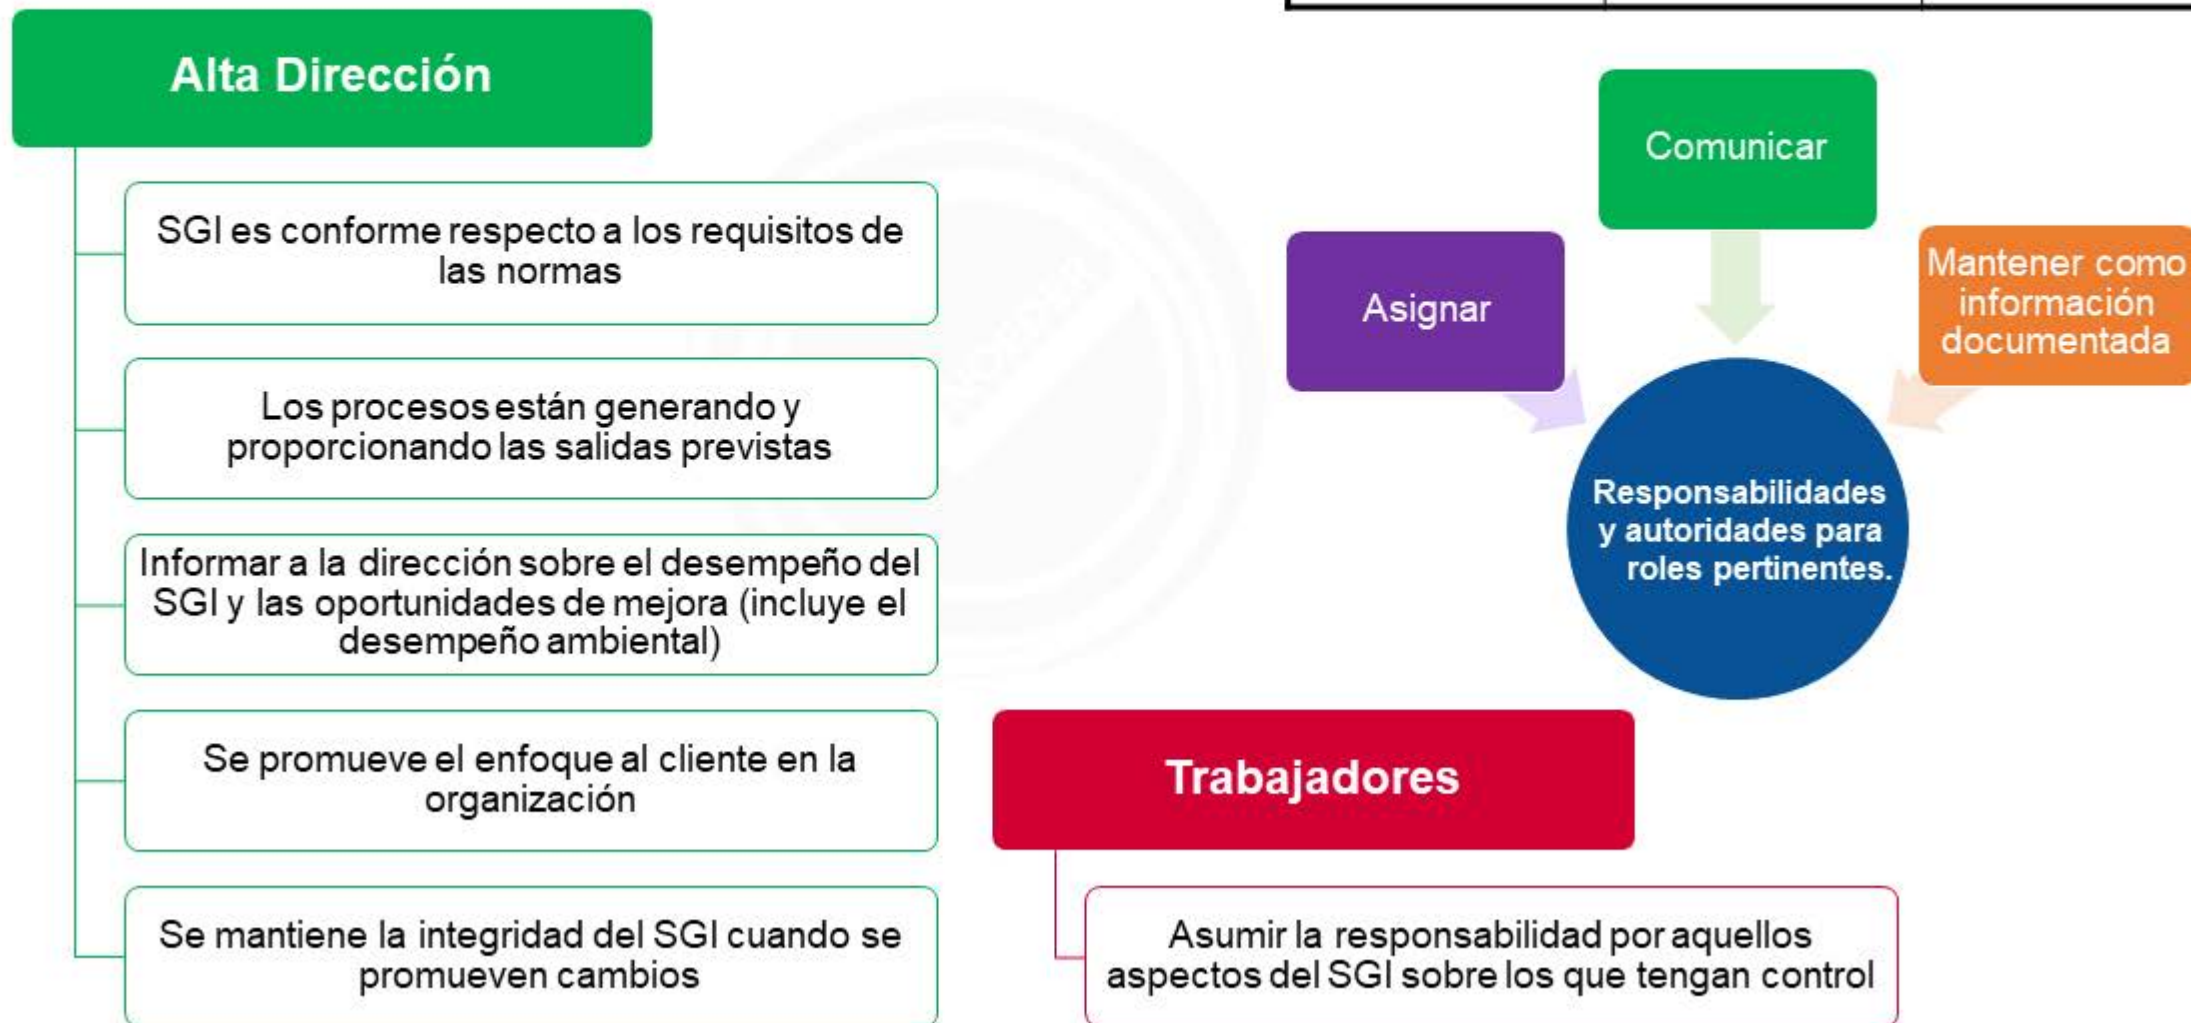 Alta Dirección
SGI es conforme respecto a los requisitos de
las normas
Los procesos están generando y
proporcionando las salidas previstas
Informar a la dirección sobre el desempeño del
SGI y las oportunidades de mejora (incluye el
desempeño ambiental)
Se promueve el enfoque al cliente en la
organización
Se mantiene la integridad del SGI cuando se
promueven cambios
Comunicar
Asignar
Mantener como
información
documentada
Responsabilidades
y autoridades para
roles pertinentes.
Trabajadores
Asumir la responsabilidad por aquellos
aspectos del SGI sobre los que tengan control